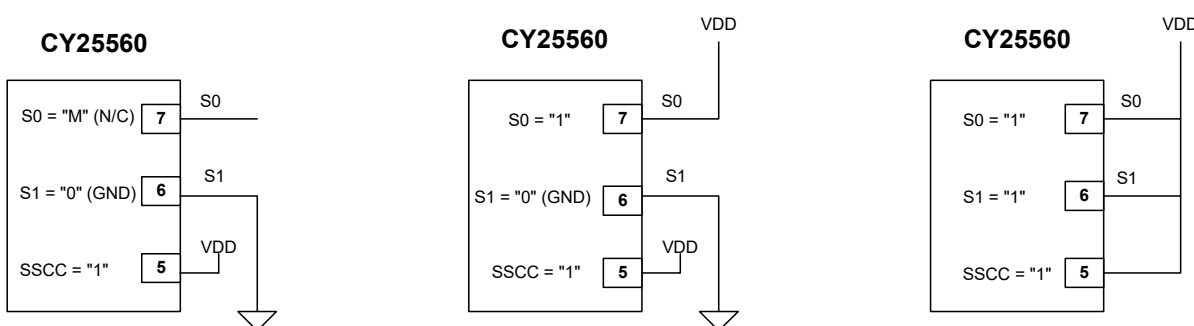 VDD
VDD
CY25560
CY25560
CY25560
S0 = "M" (N/C)
7
S0
S0 = "1"
7
S0
S0 = "1"
7
S0
S1 = "0" (GND)
6
S1
S1 = "0" (GND)
6
S1
S1 = "1"
6
S1
SSCC = "1"
5
VDD
SSCC = "1"
5
VDD
SSCC = "1"
5